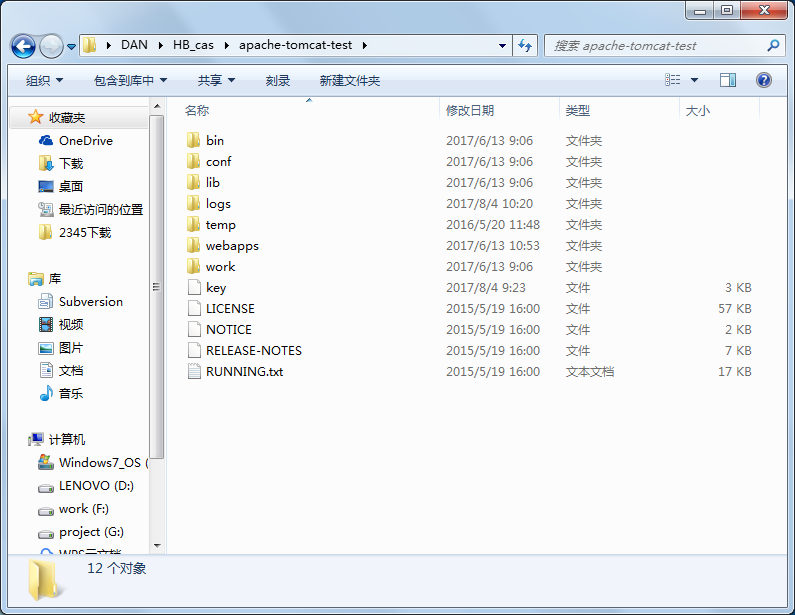 DAN HB_cas apache-tomcat-test
搜索 apache-tomcat-test
组织 包含到库中 共享 刻录 新建文件夹
名称 修改日期 类型 大小
bin 2017/6/13 9:06 文件夹
conf 2017/6/13 9:06 文件夹
lib 2017/6/13 9:06 文件夹
logs 2017/8/4 10:20 文件夹
temp 2016/5/20 11:48 文件夹
webapps 2017/6/13 10:53 文件夹
work 2017/6/13 9:06 文件夹
key 2017/8/4 9:23 文件 3 KB
LICENSE 2015/5/19 16:00 文件 57 KB
NOTICE 2015/5/19 16:00 文件 2 KB
RELEASE-NOTES 2015/5/19 16:00 文件 7 KB
RUNNING.txt 2015/5/19 16:00 文本文档 17 KB
收藏夹
OneDrive
下载
桌面
最近访问的位置
2345下载
库
Subversion
视频
图片
文档
音乐
计算机
Windows7_OS (
LENOVO (D:)
work (F:)
project (G:)
WPS云文档
12 个对象